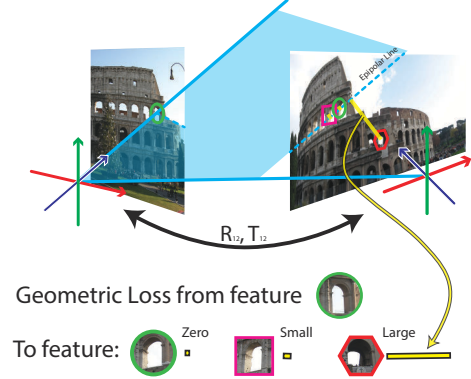 Epipolar Line
R₁₂, T₁₂
Geometric Loss from feature
To feature:
Zero
Small
Large